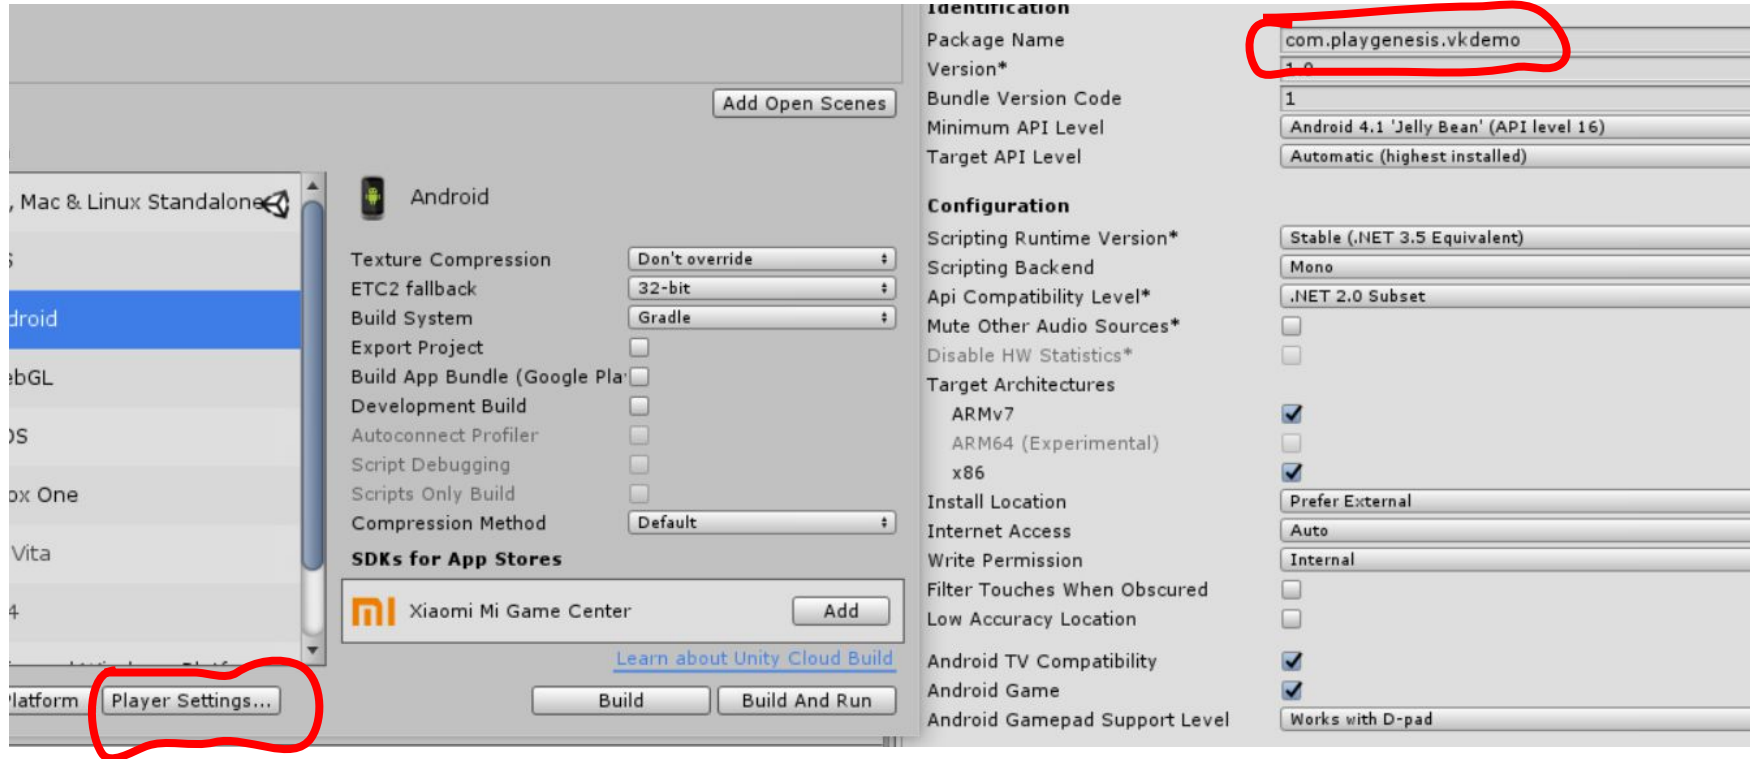 Add Open Scenes
, Mac & Linux Standalone
droid
ebGL
OS
ox One
Vita
4
Platform
Player Settings...
Android
Texture Compression Don't override
ETC2 fallback 32-bit
Build System Gradle
Export Project
Build App Bundle (Google Pla
Development Build
Autoconnect Profiler
Script Debugging
Scripts Only Build
Compression Method Default
SDKs for App Stores
Xiaomi Mi Game Center Add
Learn about Unity Cloud Build
Build Build And Run
Identification
Package Name com.playgenesis.vkdemo
Version* 1.0
Bundle Version Code 1
Minimum API Level Android 4.1 'Jelly Bean' (API level 16)
Target API Level Automatic (highest installed)
Configuration
Scripting Runtime Version* Stable (.NET 3.5 Equivalent)
Scripting Backend Mono
Api Compatibility Level* .NET 2.0 Subset
Mute Other Audio Sources*
Disable HW Statistics*
Target Architectures
ARMv7
ARM64 (Experimental)
x86
Install Location Prefer External
Internet Access Auto
Write Permission Internal
Filter Touches When Obscured
Low Accuracy Location
Android TV Compatibility
Android Game
Android Gamepad Support Level Works with D-pad